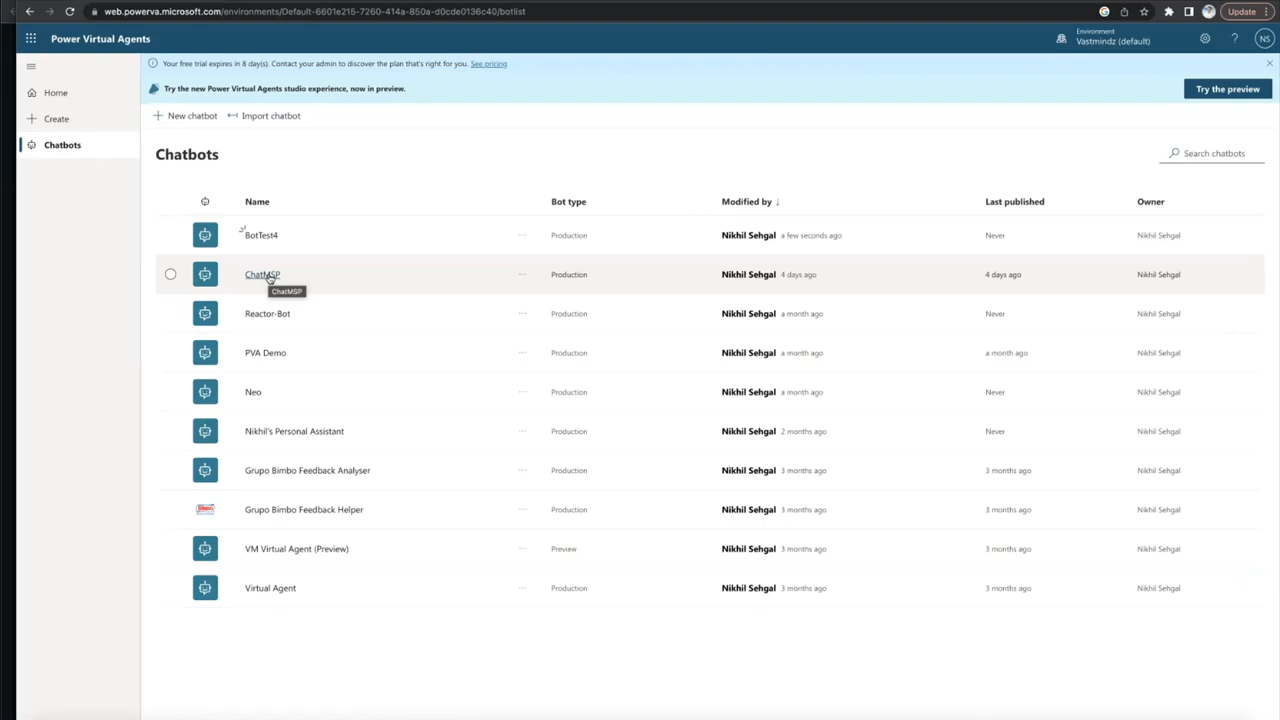 web.powerva.microsoft.com/environments/Default-6601e215-7260-414a-850a-d0cde0136c40/botlist
Update
Power Virtual Agents
Environment
Vastmindz (default)
?
NS
Your free trial expires in 8 day(s). Contact your admin to discover the plan that's right for you. See pricing
Home
Try the new Power Virtual Agents studio experience, now in preview.
Try the preview
Create
New chatbot
Import chatbot
Chatbots
Chatbots
Search chatbots
Name Bot type Modified by ↓ Last published Owner
BotTest4 ... Production Nikhil Sehgal a few seconds ago Never Nikhil Sehgal
ChatMSP ... Production Nikhil Sehgal 4 days ago 4 days ago Nikhil Sehgal
ChatMSP
Reactor-Bot ... Production Nikhil Sehgal a month ago Never Nikhil Sehgal
PVA Demo ... Production Nikhil Sehgal a month ago a month ago Nikhil Sehgal
Neo ... Production Nikhil Sehgal a month ago Never Nikhil Sehgal
Nikhil's Personal Assistant ... Production Nikhil Sehgal 2 months ago Never Nikhil Sehgal
Grupo Bimbo Feedback Analyser ... Production Nikhil Sehgal 3 months ago 3 months ago Nikhil Sehgal
BIMBO Grupo Bimbo Feedback Helper ... Production Nikhil Sehgal 3 months ago 3 months ago Nikhil Sehgal
VM Virtual Agent (Preview) ... Preview Nikhil Sehgal 3 months ago 3 months ago Nikhil Sehgal
Virtual Agent ... Production Nikhil Sehgal 3 months ago 3 months ago Nikhil Sehgal